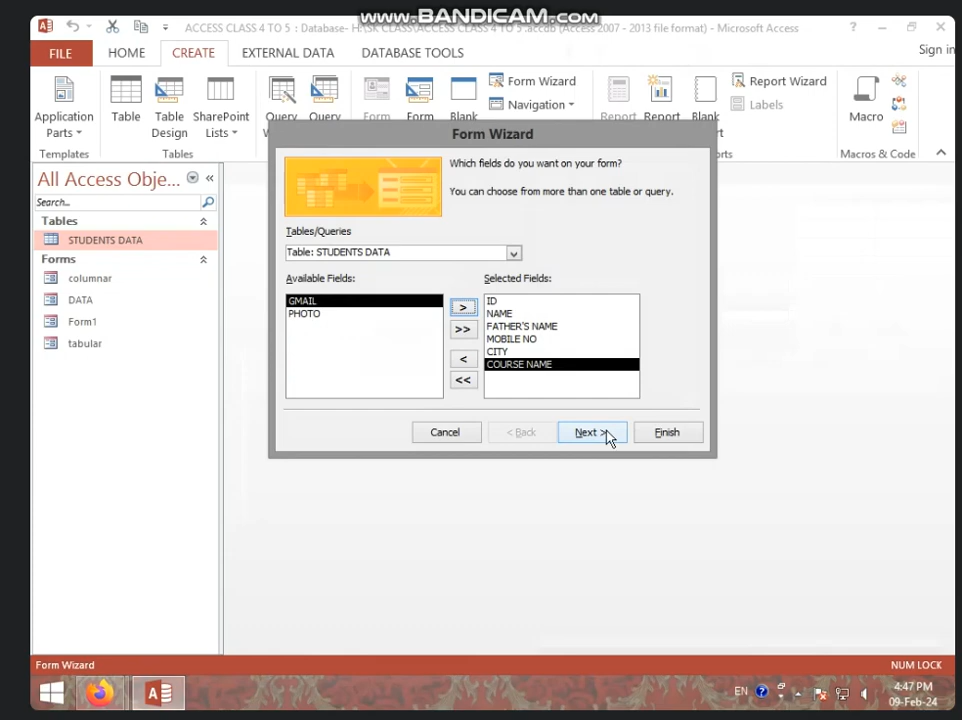 www.BANDICAM.com
ACCESS CLASS 4 TO 5 : Database- H:\SK CLASS\ACCESS CLASS 4 TO 5 .accdb (Access 2007 - 2013 file format) - Microsoft Access
?
FILE HOME CREATE EXTERNAL DATA DATABASE TOOLS
Sign in
Application Parts
Table
Table Design
SharePoint Lists
Query
Query
Form
Form
Blank
Form Wizard
Navigation
Report
Report
Blank
Report Wizard
Labels
Macro
Templates
Tables
Macros & Code
All Access Obje...
Search...
Tables
STUDENTS DATA
Forms
columnar
DATA
Form1
tabular
Form Wizard
Which fields do you want on your form?
You can choose from more than one table or query.
Tables/Queries
Table: STUDENTS DATA
Available Fields:
GMAIL
PHOTO
>
>>
<
<<
Selected Fields:
ID
NAME
FATHER'S NAME
MOBILE NO
CITY
COURSE NAME
Cancel
< Back
Next >
Finish
Form Wizard
NUM LOCK
EN
4:47 PM
09-Feb-24